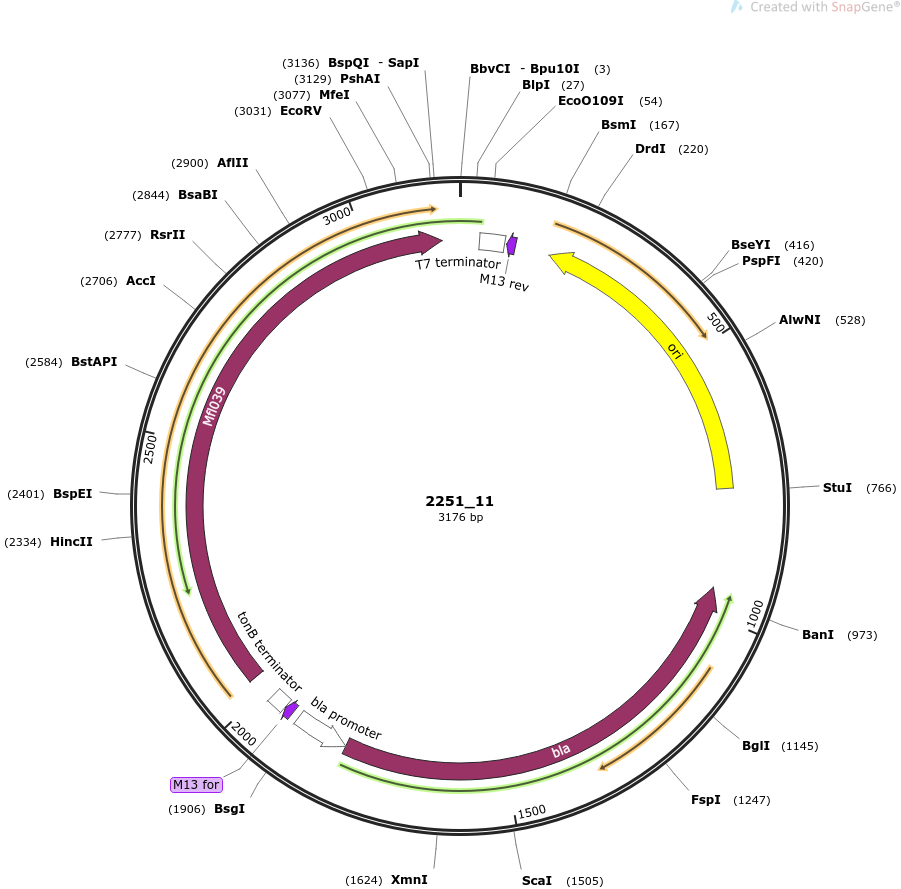 Created with SnapGene®
(3136) BspQI - SapI
(3129) PshAI
(3077) MfeI
(3031) EcoRV
BbvCI - Bpu10I (3)
BlpI (27)
EcoO109I (54)
BsmI (167)
DrdI (220)
(2900) AflII
(2844) BsaBI
(2777) RsrII
(2706) AccI
(2584) BstAPI
(2401) BspEI
(2334) HincII
BseYI (416)
PspFI (420)
AlwNI (528)
StuI (766)
BanI (973)
BglI (1145)
FspI (1247)
ScaI (1505)
(1624) XmnI
(1906) BsgI
M13 for
3000
500
2500
1000
2000
1500
T7 terminator
M13 rev
ori
Mfl039
2251_11
3176 bp
tonB terminator
bla promoter
bla